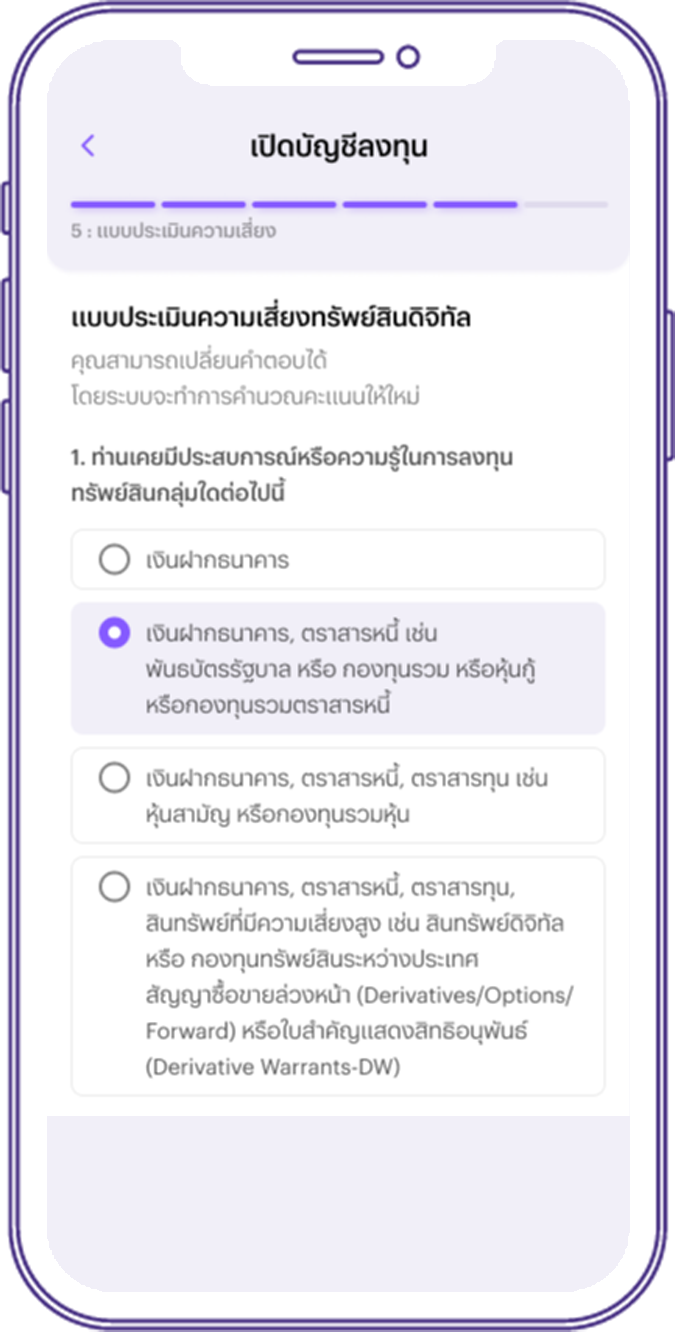 เปิดบัญชีลงทุน
5 : แบบประเมินความเสี่ยง
แบบประเมินความเสี่ยงทรัพย์สินดิจิทัล
คุณสามารถเปลี่ยนคำตอบได้
โดยระบบจะทำการคำนวณคะแนนให้ใหม่
1. ท่านเคยมีประสบการณ์หรือความรู้ในการลงทุน
ทรัพย์สินกลุ่มใดต่อไปนี้
เงินฝากธนาคาร
เงินฝากธนาคาร, ตราสารหนี้ เช่น
พันธบัตรรัฐบาล หรือ กองทุนรวม หรือหุ้นกู้
หรือกองทุนรวมตราสารหนี้
เงินฝากธนาคาร, ตราสารหนี้, ตราสารทุน เช่น
หุ้นสามัญ หรือกองทุนรวมหุ้น
เงินฝากธนาคาร, ตราสารหนี้, ตราสารทุน,
สินทรัพย์ที่มีความเสี่ยงสูง เช่น สินทรัพย์ดิจิทัล
หรือ กองทุนทรัพย์สินระหว่างประเทศ
สัญญาซื้อขายล่วงหน้า (Derivatives/Options/
Forward) หรือใบสำคัญแสดงสิทธิอนุพันธ์
(Derivative Warrants-DW)